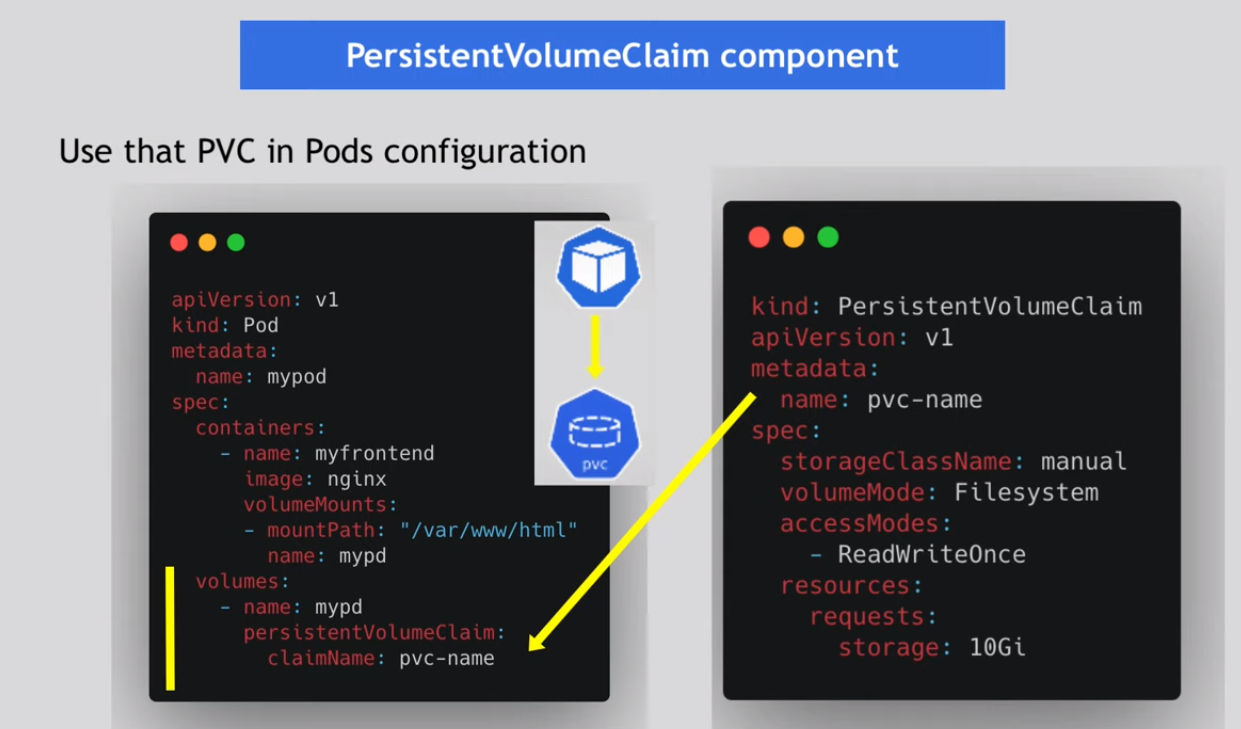 PersistentVolumeClaim component
Use that PVC in Pods configuration
apiVersion: v1
kind: Pod
metadata:
  name: mypod
spec:
  containers:
    - name: myfrontend
      image: nginx
      volumeMounts:
      - mountPath: "/var/www/html"
        name: mypd
  volumes:
    - name: mypd
      persistentVolumeClaim:
        claimName: pvc-name
pvc
kind: PersistentVolumeClaim
apiVersion: v1
metadata:
  name: pvc-name
spec:
  storageClassName: manual
  volumeMode: Filesystem
  accessModes:
    - ReadWriteOnce
  resources:
    requests:
      storage: 10Gi